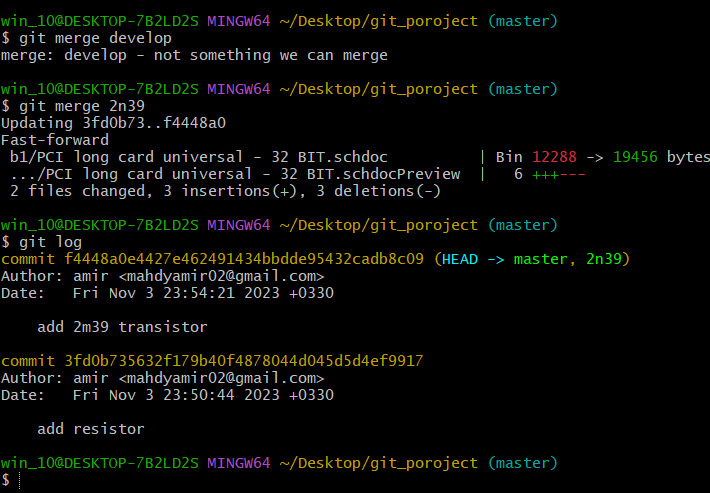 win_10@DESKTOP-7B2LD2S MINGW64 ~/Desktop/git_poroject (master)
$ git merge develop
merge: develop - not something we can merge
win_10@DESKTOP-7B2LD2S MINGW64 ~/Desktop/git_poroject (master)
$ git merge 2n39
Updating 3fd0b73..f4448a0
Fast-forward
 b1/PCI long card universal - 32 BIT.schdoc          | Bin 12288 -> 19456 bytes
 .../PCI long card universal - 32 BIT.schdocPreview  |   6 +++---
 2 files changed, 3 insertions(+), 3 deletions(-)
win_10@DESKTOP-7B2LD2S MINGW64 ~/Desktop/git_poroject (master)
$ git log
commit f4448a0e4427e462491434bbdde95432cadb8c09 (HEAD -> master, 2n39)
Author: amir <mahdyamir02@gmail.com>
Date:   Fri Nov 3 23:54:21 2023 +0330
    add 2m39 transistor
commit 3fd0b735632f179b40f4878044d045d5d4ef9917
Author: amir <mahdyamir02@gmail.com>
Date:   Fri Nov 3 23:50:44 2023 +0330
    add resistor
win_10@DESKTOP-7B2LD2S MINGW64 ~/Desktop/git_poroject (master)
$